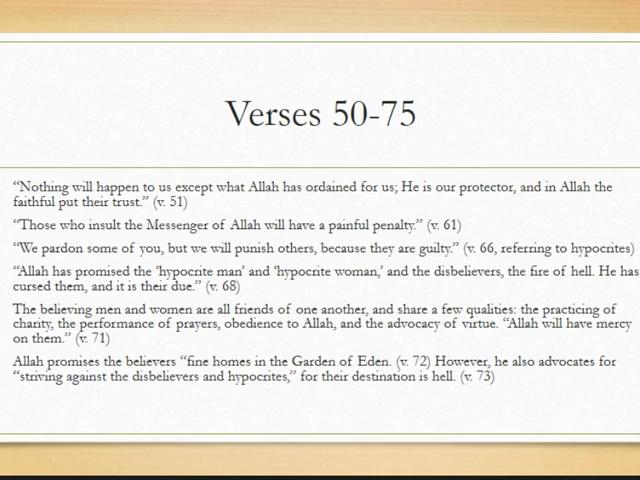 Verses 50-75
“Nothing will happen to us except what Allah has ordained for us; He is our protector, and in Allah the
faithful put their trust.” (v. 51)
“Those who insult the Messenger of Allah will have a painful penalty.” (v. 61)
“We pardon some of you, but we will punish others, because they are guilty.” (v. 66, referring to hypocrites)
“Allah has promised the ‘hypocrite man’ and ‘hypocrite woman,’ and the disbelievers, the fire of hell. He has
cursed them, and it is their due.” (v. 68)
The believing men and women are all friends of one another, and share a few qualities: the practicing of
charity, the performance of prayers, obedience to Allah, and the advocacy of virtue. “Allah will have mercy
on them.” (v. 71)
Allah promises the believers “fine homes in the Garden of Eden. (v. 72) However, he also advocates for
“striving against the disbelievers and hypocrites,” for their destination is hell. (v. 73)